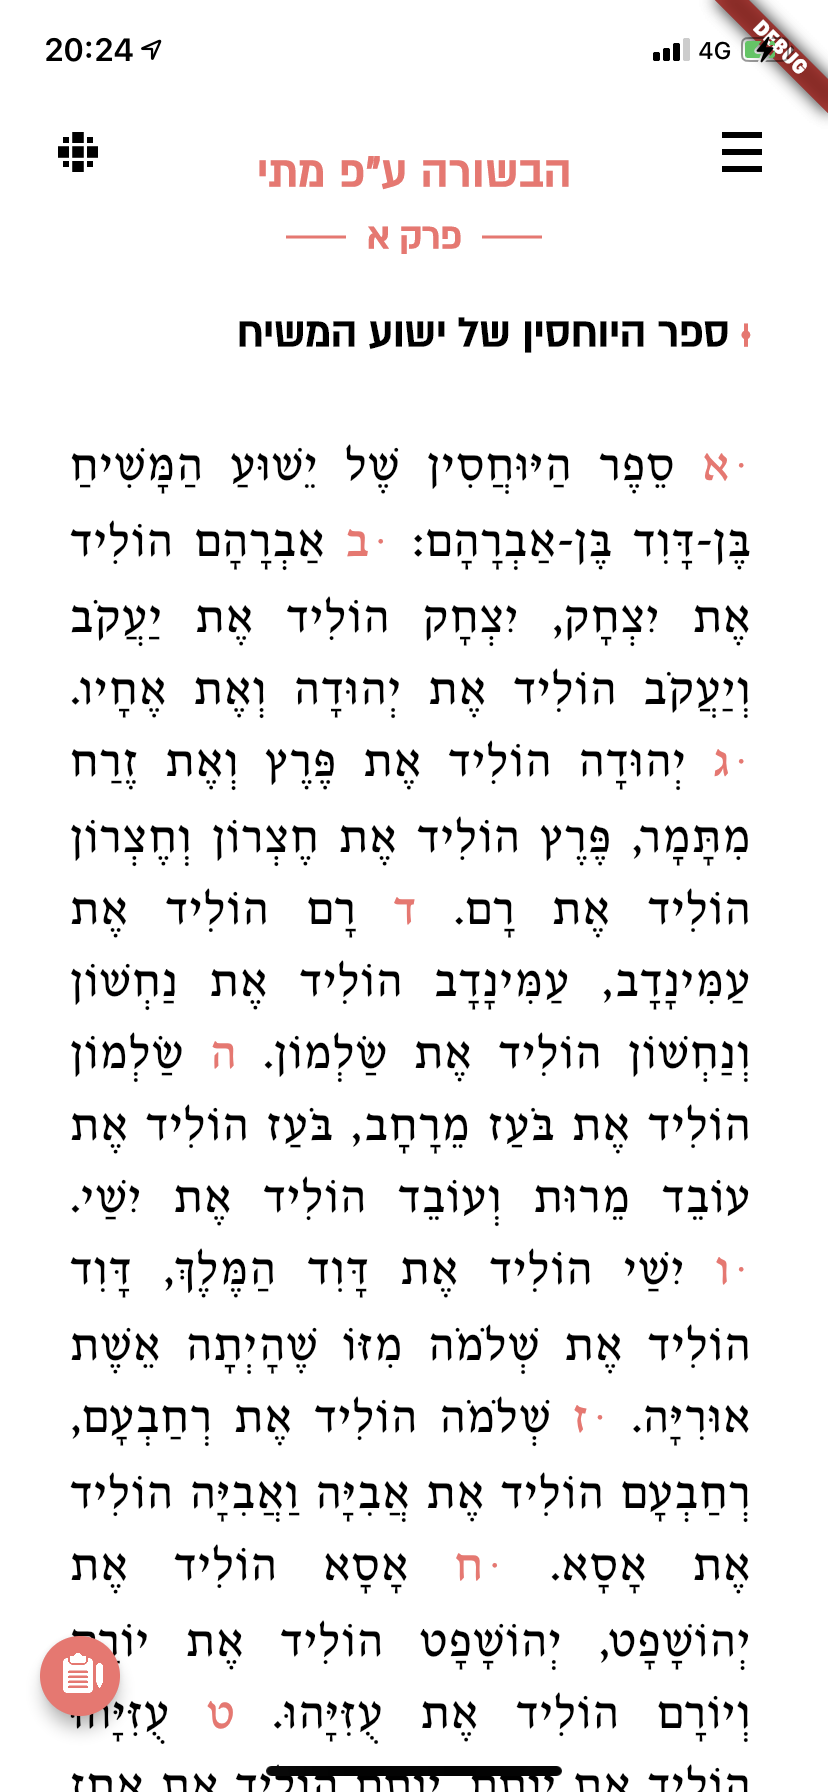 20:24
4G
DEBUG
הבשורה ע"פ מתי
פרק א
ספר היוחסין של ישוע המשיח
·א סֵפֶר הַיּוּחֲסִין שֶׁל יֵשׁוּעַ הַמָּשִׁיחַ
בֶּן-דָּוִד בֶּן-אַבְרָהָם: ·ב אַבְרָהָם הוֹלִיד
אֶת יִצְחָק, יִצְחָק הוֹלִיד אֶת יַעֲקֹב
וְיַעֲקֹב הוֹלִיד אֶת יְהוּדָה וְאֶת אֶחָיו.
·ג יְהוּדָה הוֹלִיד אֶת פֶּרֶץ וְאֶת זֶרַח
מִתָּמָר, פֶּרֶץ הוֹלִיד אֶת חֶצְרוֹן וְחֶצְרוֹן
הוֹלִיד אֶת רָם. ד רָם הוֹלִיד אֶת
עַמִּינָדָב, עַמִּינָדָב הוֹלִיד אֶת נַחְשׁוֹן
וְנַחְשׁוֹן הוֹלִיד אֶת שַׂלְמוֹן. ה שַׂלְמוֹן
הוֹלִיד אֶת בֹּעַז מֵרָחָב, בֹּעַז הוֹלִיד אֶת
עוֹבֵד מֵרוּת וְעוֹבֵד הוֹלִיד אֶת יִשַׁי.
·ו יִשַׁי הוֹלִיד אֶת דָּוִד הַמֶּלֶךְ, דָּוִד
הוֹלִיד אֶת שְׁלֹמֹה מִזּוֹ שֶׁהָיְתָה אֵשֶׁת
אוּרִיָּה. ·ז שְׁלֹמֹה הוֹלִיד אֶת רְחַבְעָם,
רְחַבְעָם הוֹלִיד אֶת אֲבִיָּה וַאֲבִיָּה הוֹלִיד
אֶת אָסָא. ·ח אָסָא הוֹלִיד אֶת
יְהוֹשָׁפָט, יְהוֹשָׁפָט הוֹלִיד אֶת יוֹרָם
וְיוֹרָם הוֹלִיד אֶת עֻזִּיָּהוּ. ט עֻזִּיָּהוּ